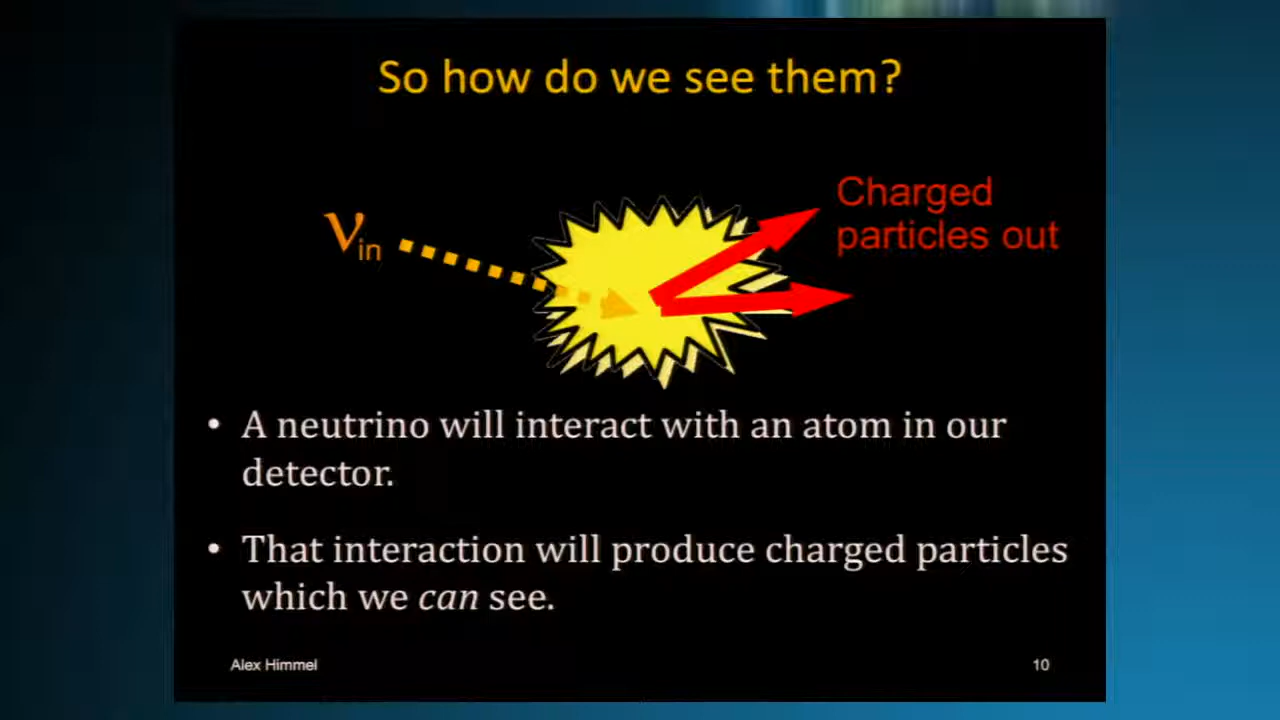 So how do we see them?
νin
Charged
particles out
• A neutrino will interact with an atom in our
detector.
• That interaction will produce charged particles
which we can see.
Alex Himmel
10